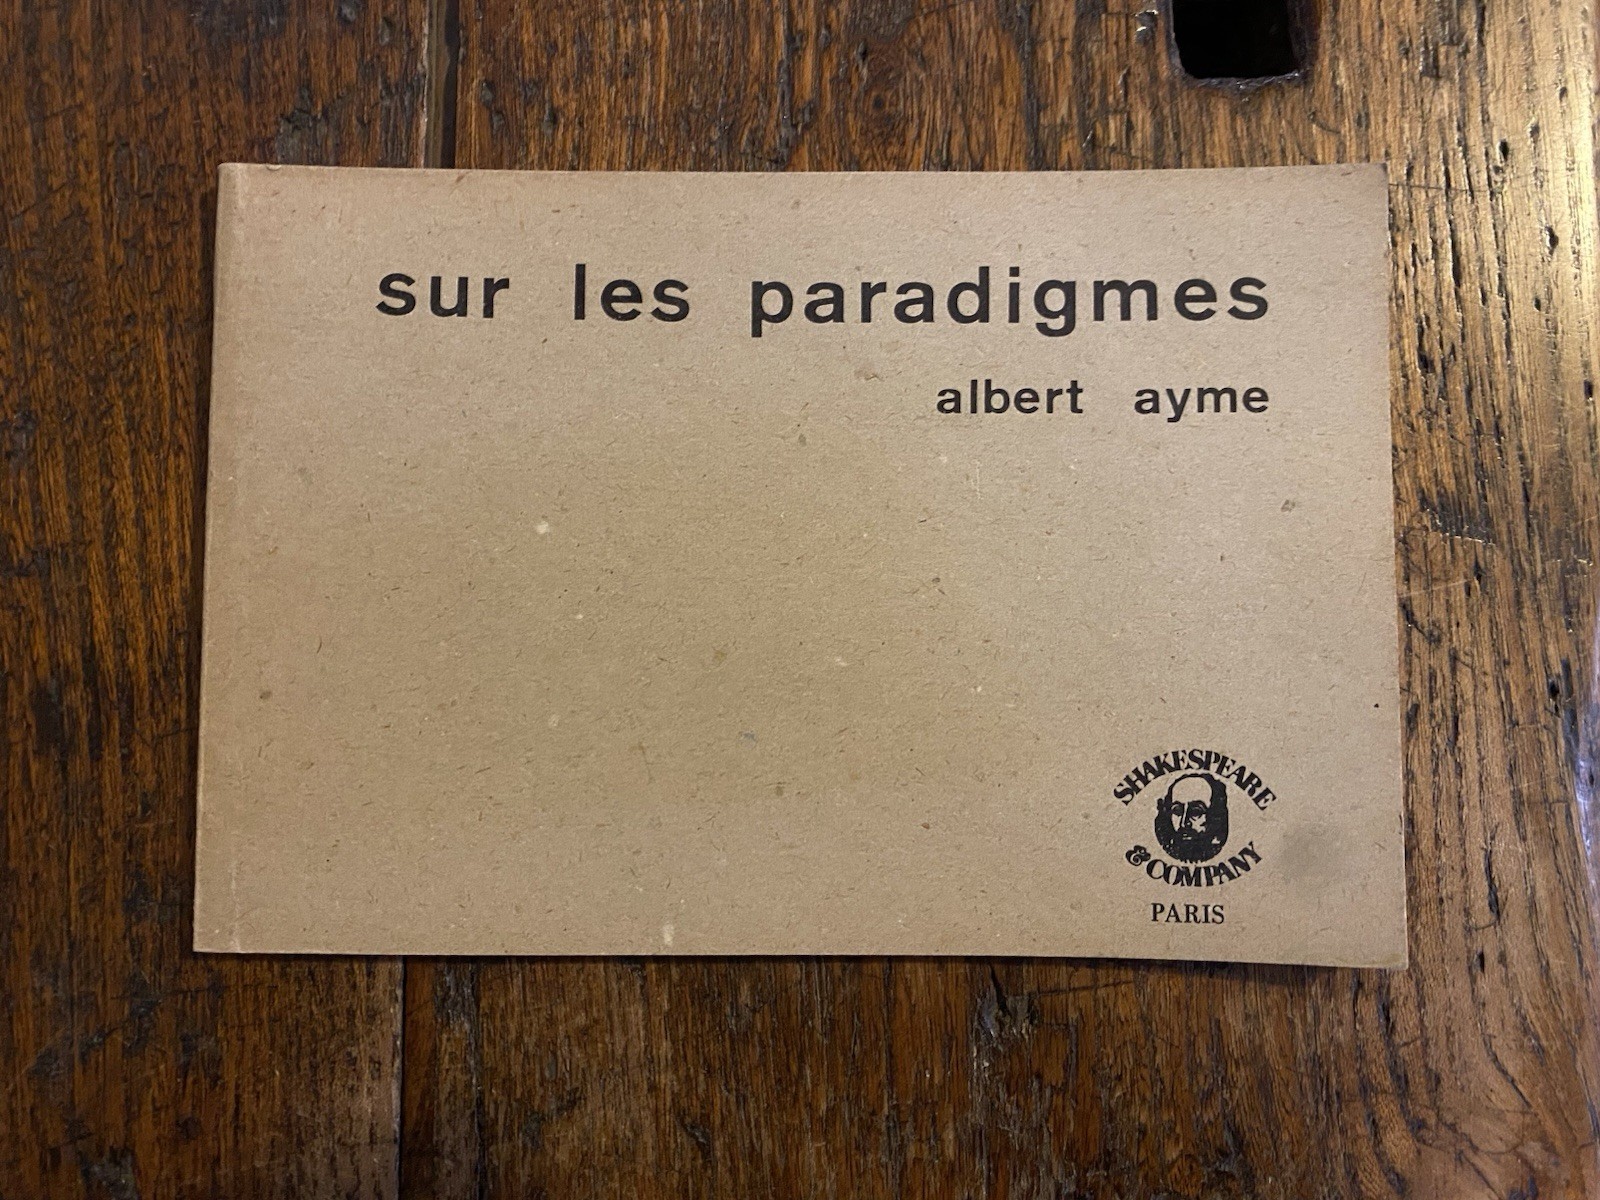 sur les paradigmes
albert ayme
SHAKESPEARE
& COMPANY
PARIS